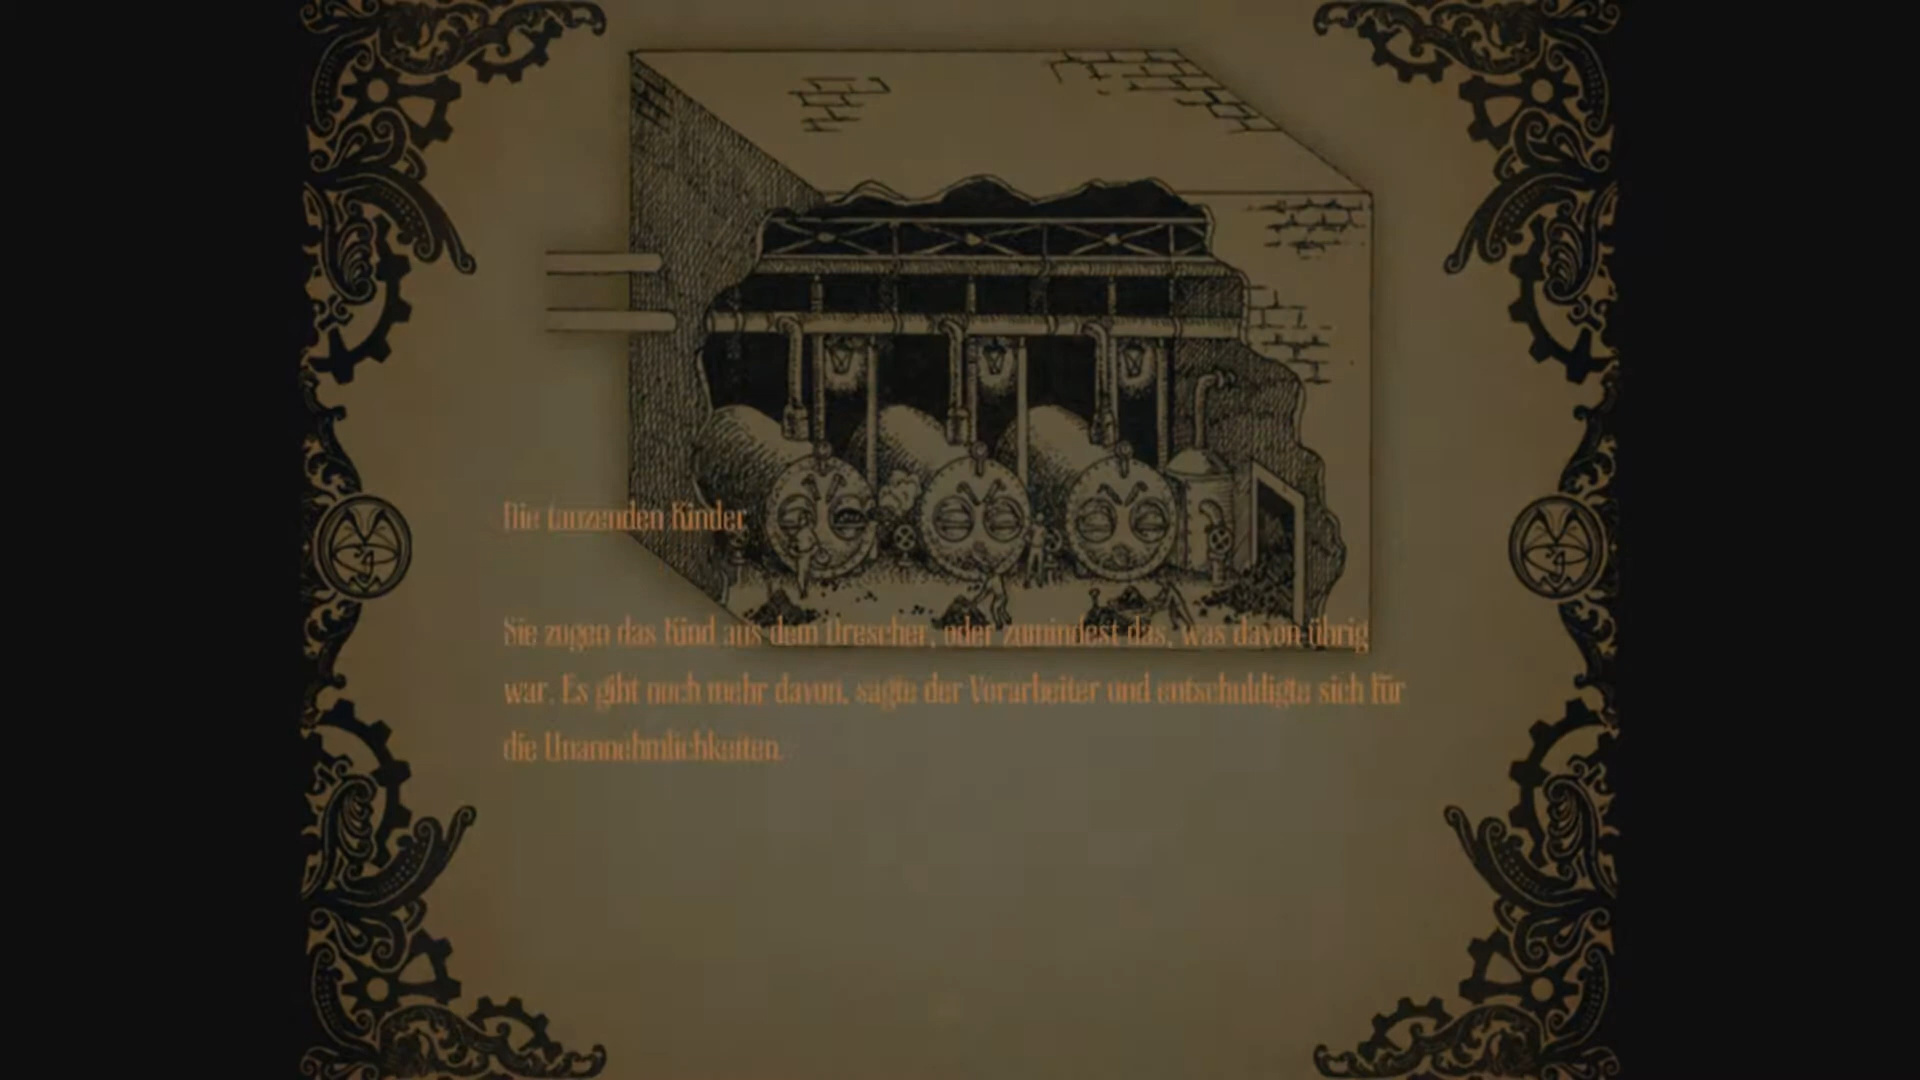 Die tanzenden Kinder
Sie zogen das Kind aus dem Drescher, oder zumindest das, was davon übrig
war. Es gibt noch mehr davon, sagte der Vorarbeiter und entschuldigte sich für
die Unannehmlichkeiten.